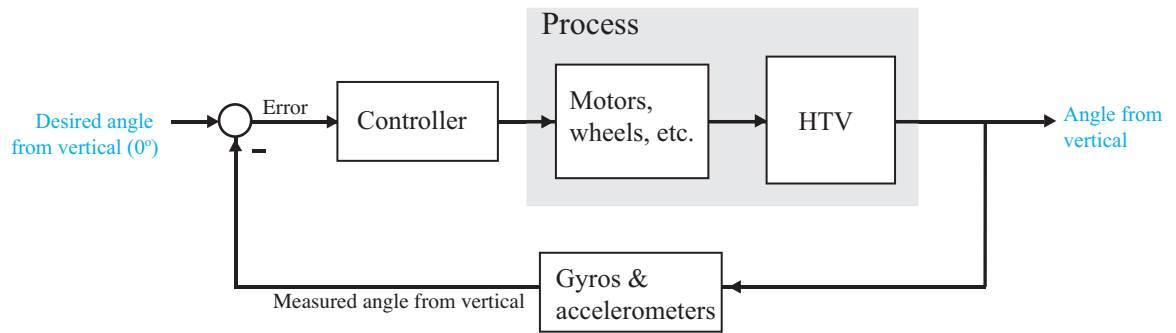 Process
Desired angle
from vertical (0º)
Error
Controller
Motors,
wheels, etc.
HTV
Angle from
vertical
Measured angle from vertical
Gyros &
accelerometers